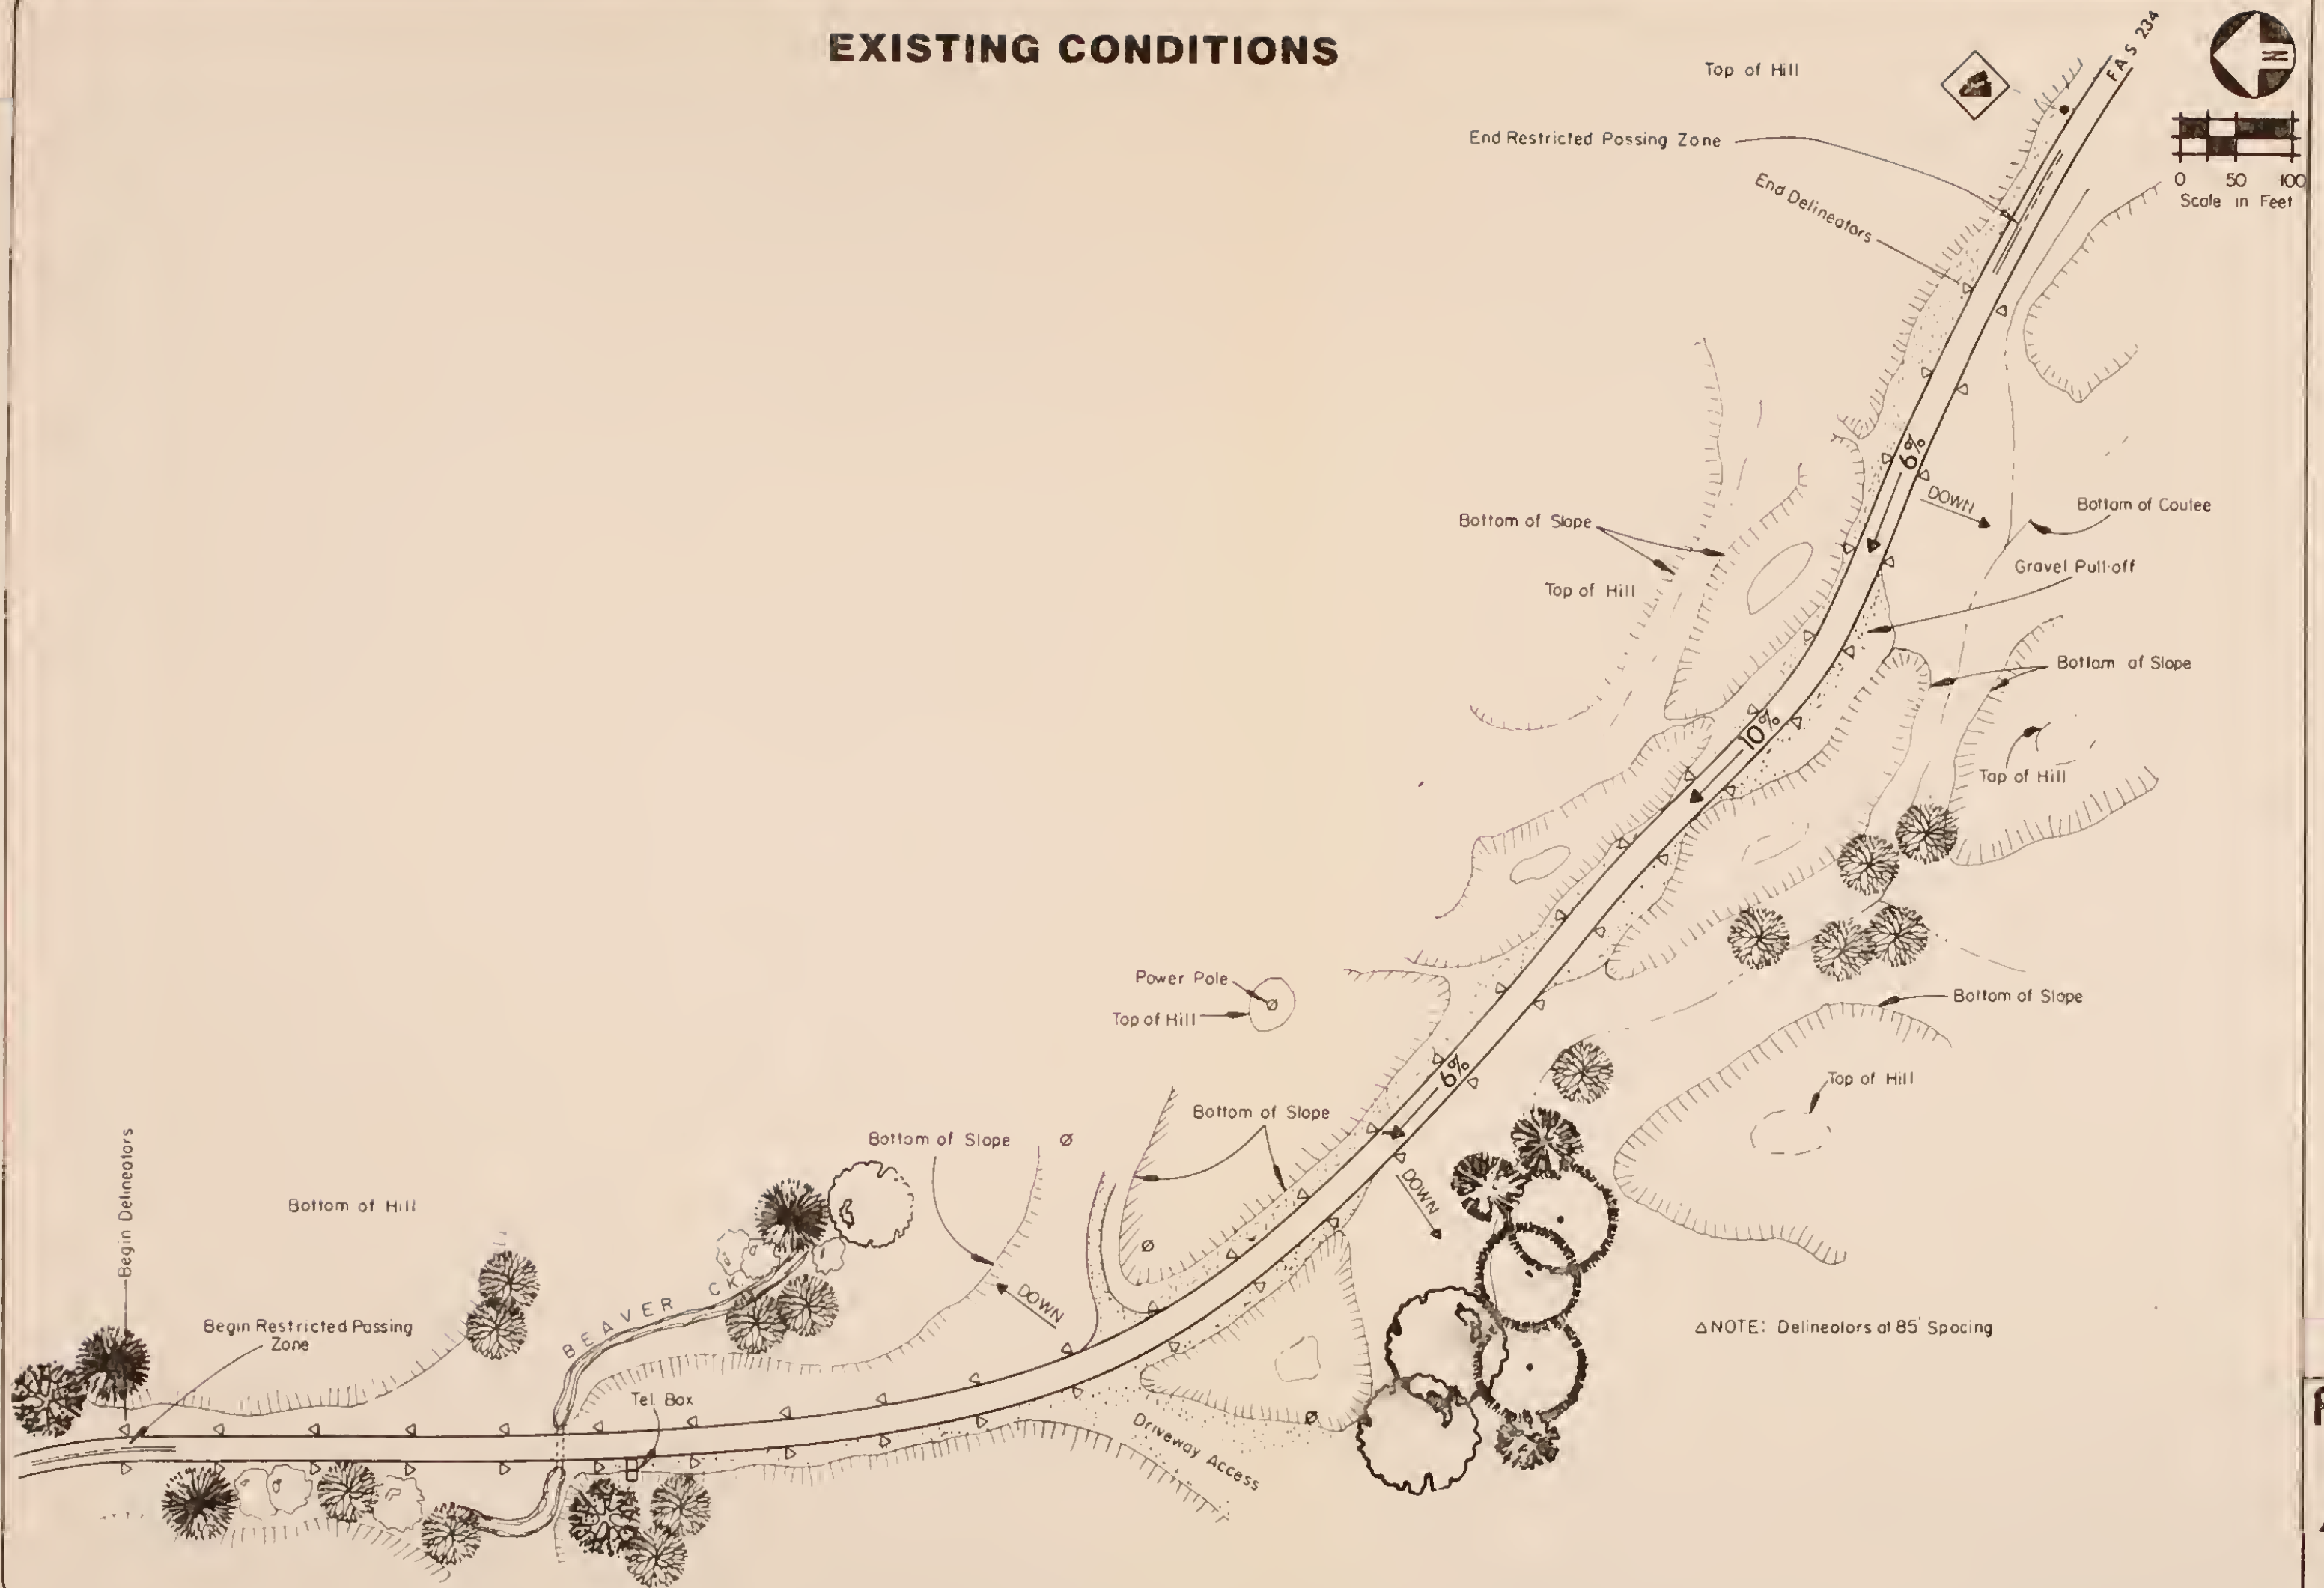 EXISTING CONDITIONS
FAS 234
N
Top of Hill
End Restricted Passing Zone
0 50 100
Scale in Feet
End Delineators
6%
DOWN
Bottom of Coulee
Bottom of Slope
Gravel Pull-off
Top of Hill
Bottom of Slope
10%
Top of Hill
Power Pole
Top of Hill
Bottom of Slope
6%
Top of Hill
Bottom of Slope
Bottom of Slope
DOWN
Begin Delineators
Bottom of Hill
BEAVER CK.
DOWN
Begin Restricted Passing
Zone
△NOTE: Delineators at 85' Spacing
Tel. Box
Driveway Access